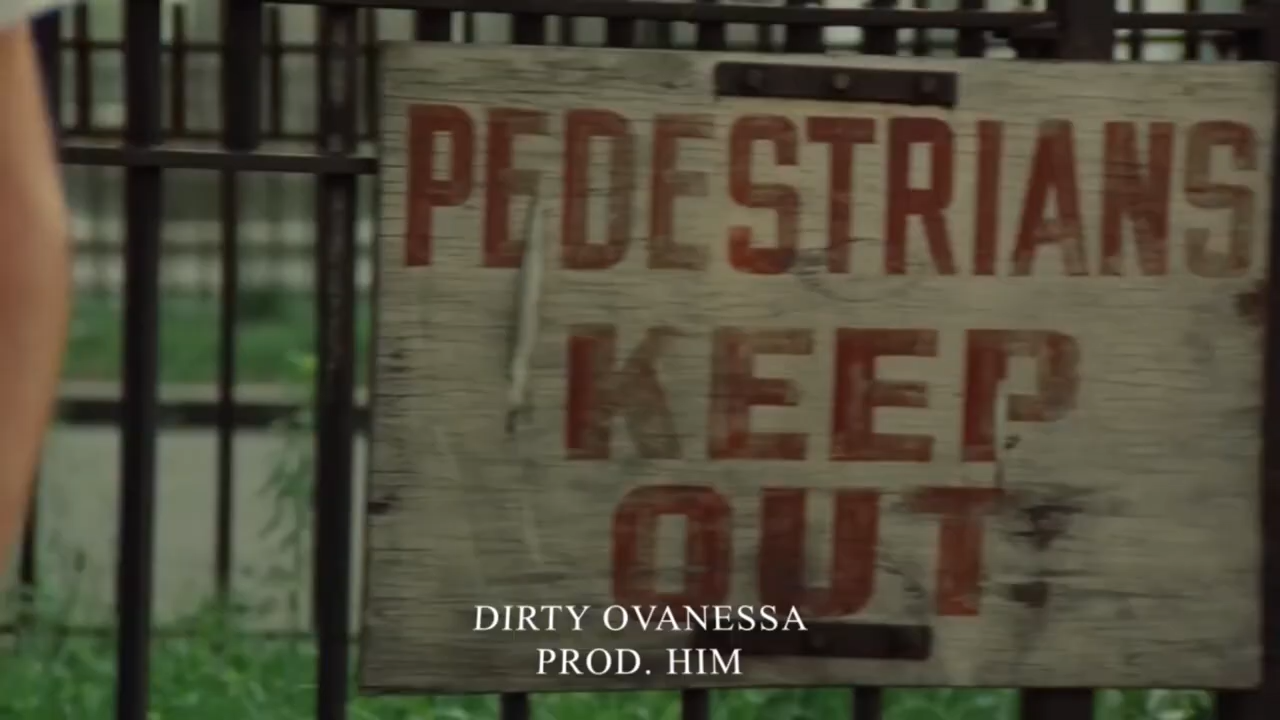 PEDESTRIANS
KEEP
OUT
DIRTY OVANESSA
PROD. HIM